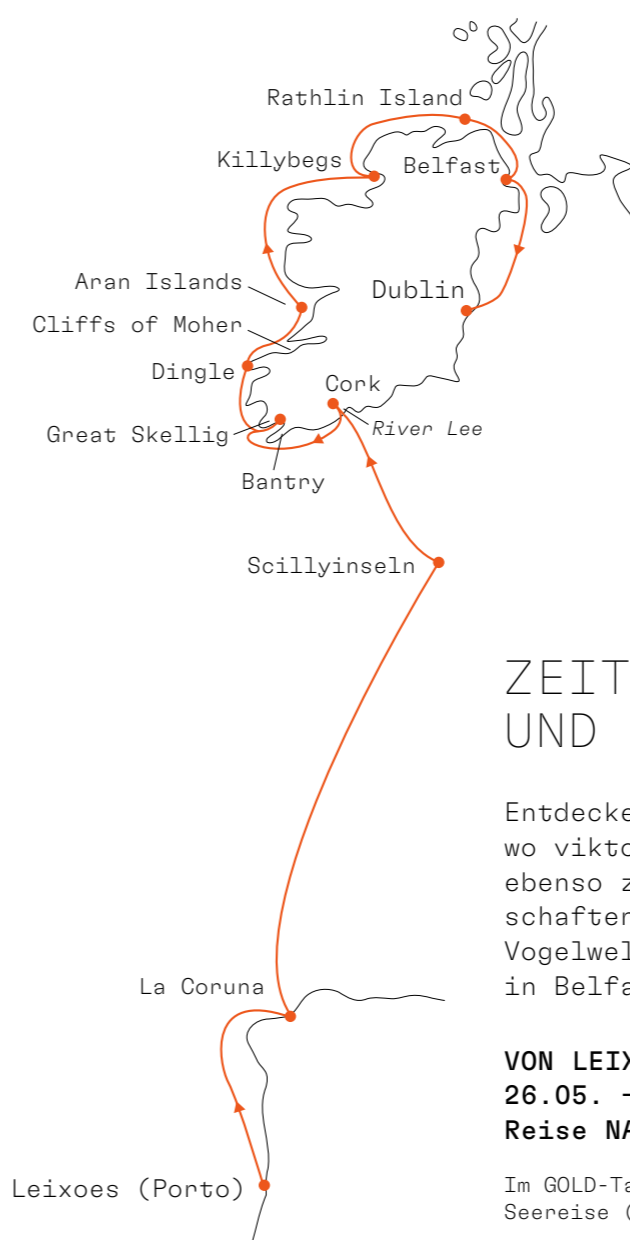 Rathlin Island
Killybegs
Belfast
Aran Islands
Dublin
Cliffs of Moher
Dingle
Cork
River Lee
Great Skellig
Bantry
Scillyinseln
ZEIT
UND
Entdecke
wo vikto
ebenso z
schaften
Vogelwel
in Belfa
La Coruna
VON LEIX
26.05. –
Reise NA
Leixoes (Porto)
Im GOLD-Ta
Seereise (